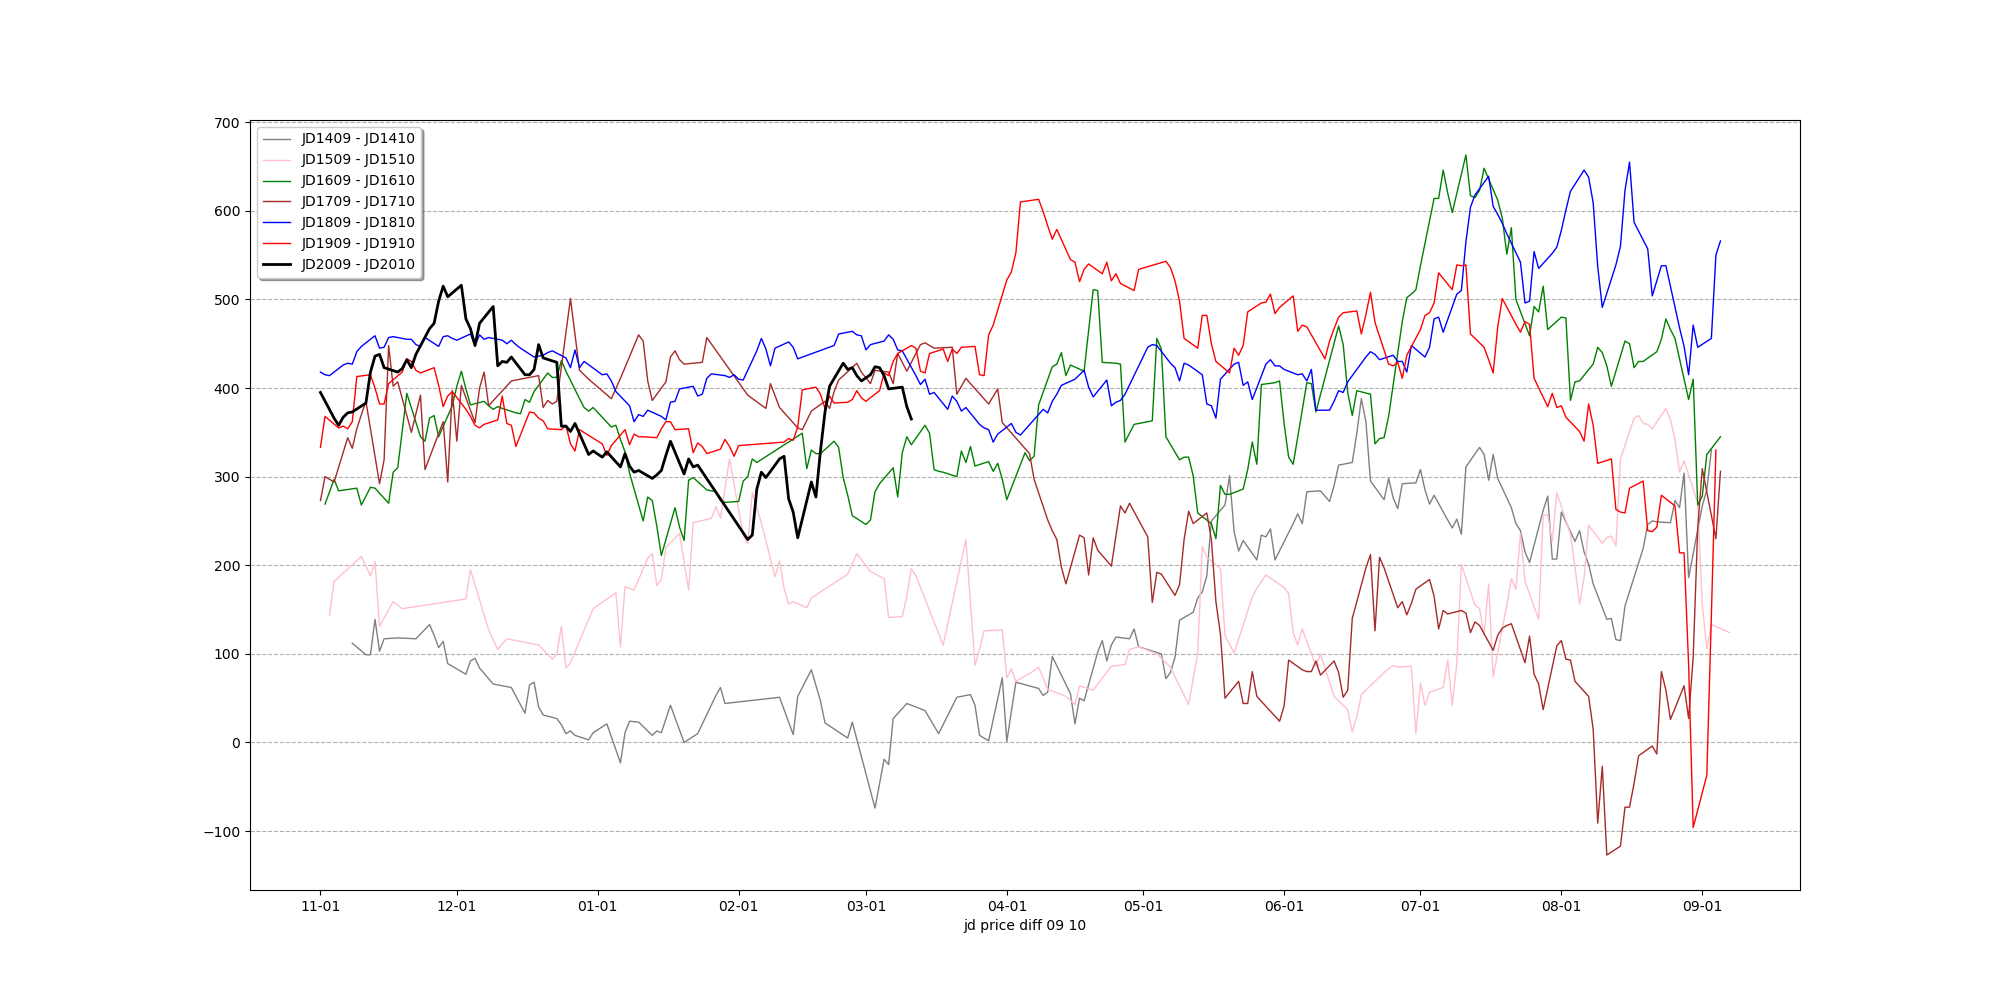 700
600
500
400
300
200
100
0
−100
JD1409 - JD1410
JD1509 - JD1510
JD1609 - JD1610
JD1709 - JD1710
JD1809 - JD1810
JD1909 - JD1910
JD2009 - JD2010
11-01 12-01 01-01 02-01 03-01 04-01 05-01 06-01 07-01 08-01 09-01
jd price diff 09 10